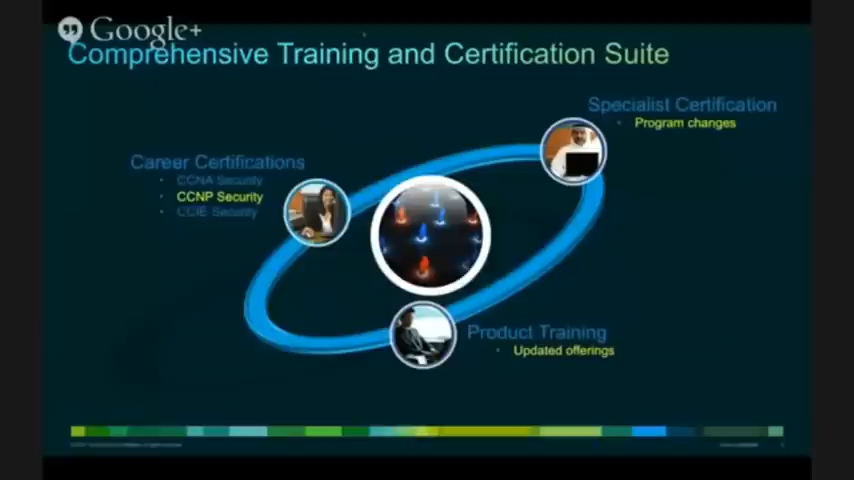 Google+
Comprehensive Training and Certification Suite
Specialist Certification
Program changes
Career Certifications
CCNA Security
CCNP Security
CCIE Security
Product Training
Updated offerings